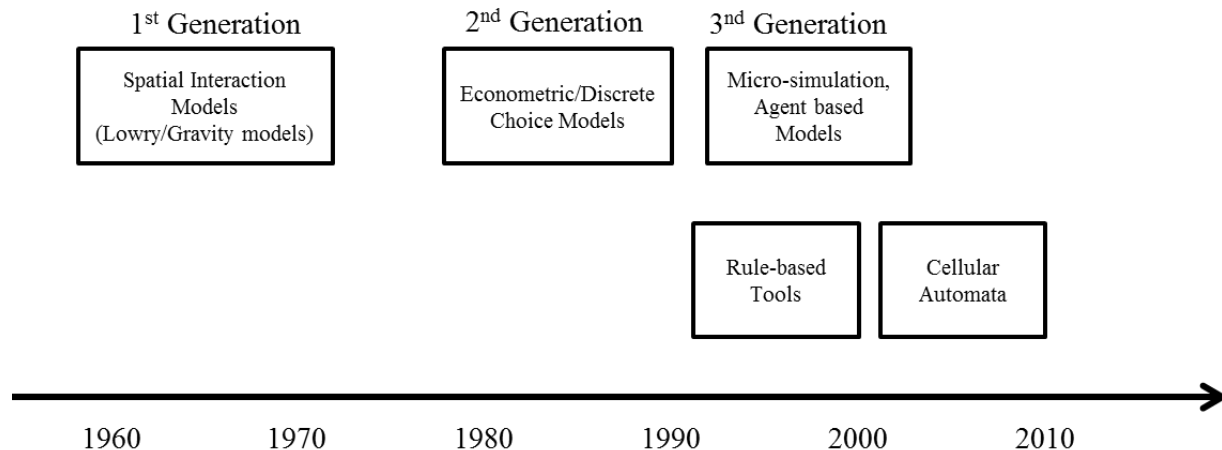 1st Generation
2nd Generation
3nd Generation
Spatial Interaction
Models
(Lowry/Gravity models)
Econometric/Discrete
Choice Models
Micro-simulation,
Agent based
Models
Rule-based
Tools
Cellular
Automata
1960
1970
1980
1990
2000
2010